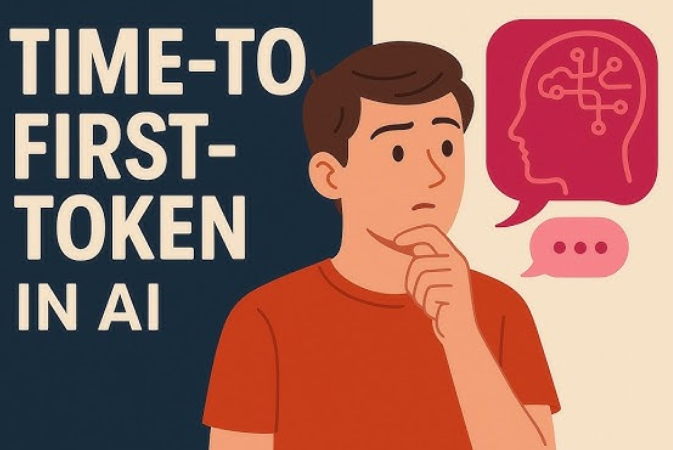 TIME-TO
FIRST-
TOKEN
IN AI